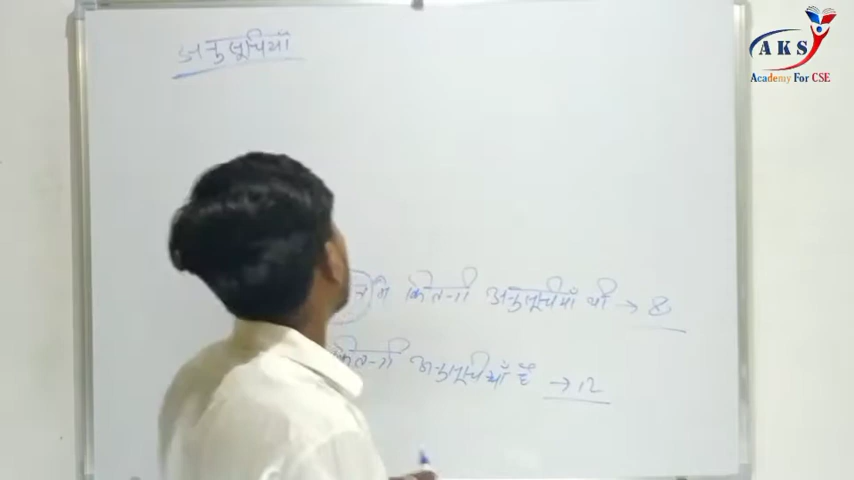 अनुसूचियाँ
में कितनी अनुसूचियाँ थी → 8
कितनी अनुसूचियाँ हैं → 12
AKS
Academy For CSE